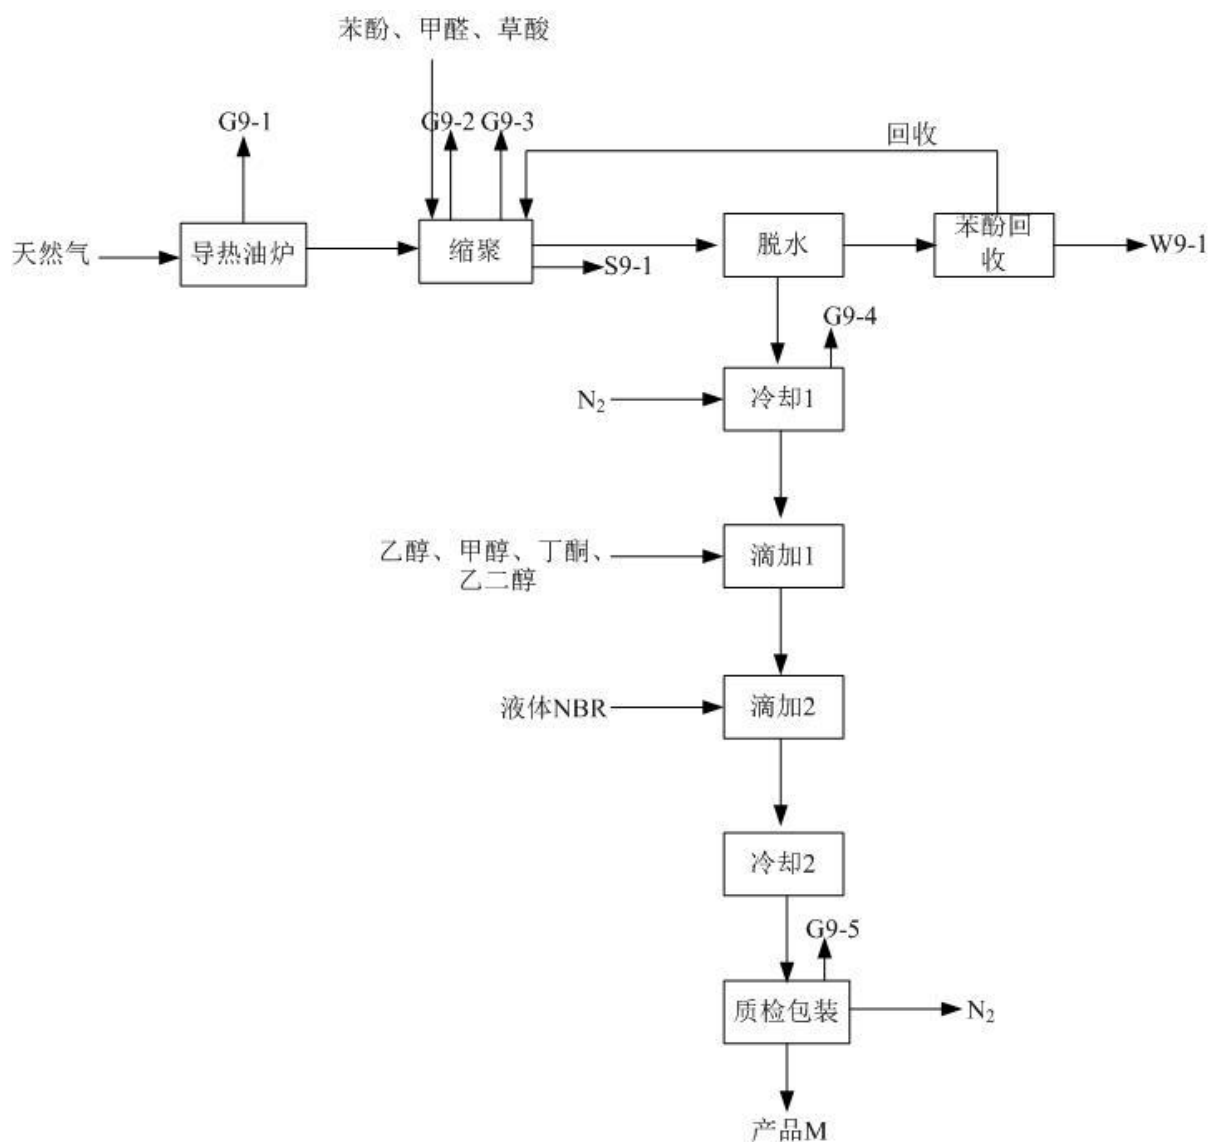 苯酚、甲醛、草酸
G9-1
G9-2
G9-3
回收
天然气
导热油炉
缩聚
S9-1
脱水
苯酚回
收
W9-1
G9-4
N₂
冷却1
乙醇、甲醇、丁酮、
乙二醇
滴加1
液体NBR
滴加2
冷却2
G9-5
质检包装
N₂
产品M